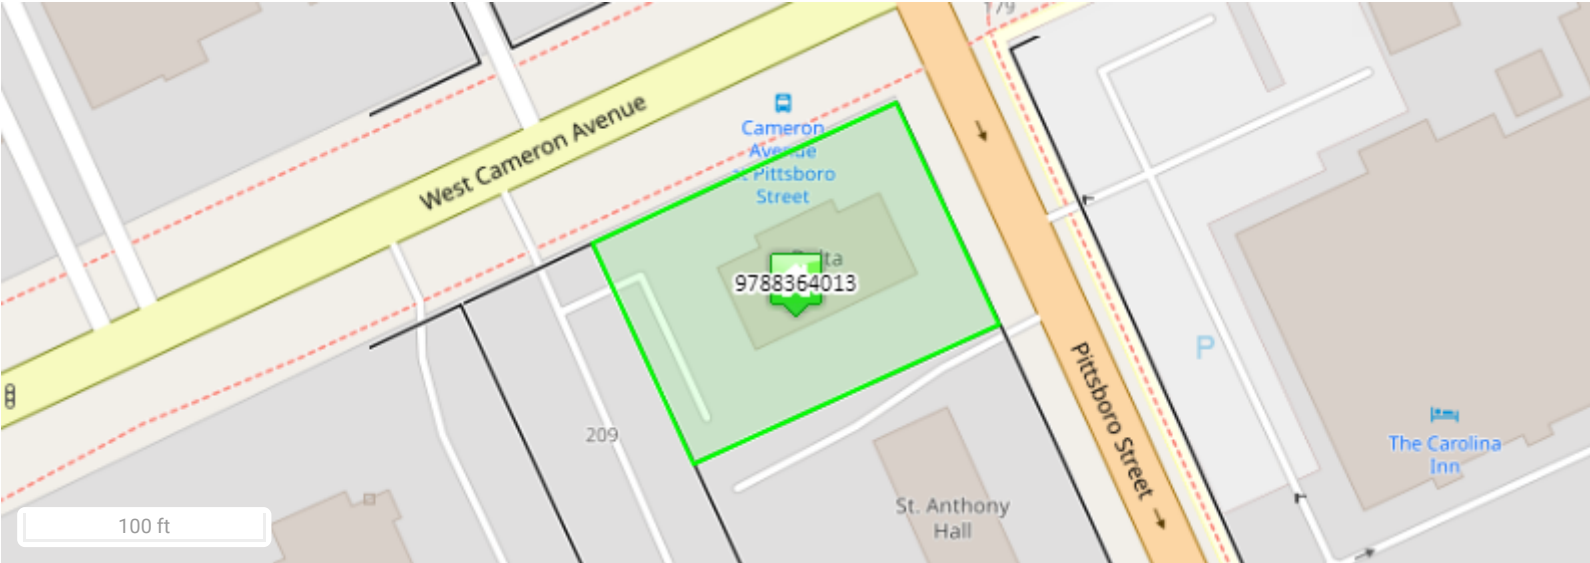 179
West Cameron Avenue
Cameron
Avenue
at Pittsboro
Street
9788364013
Pittsboro Street
P
209
The Carolina
Inn
St. Anthony
Hall
100 ft